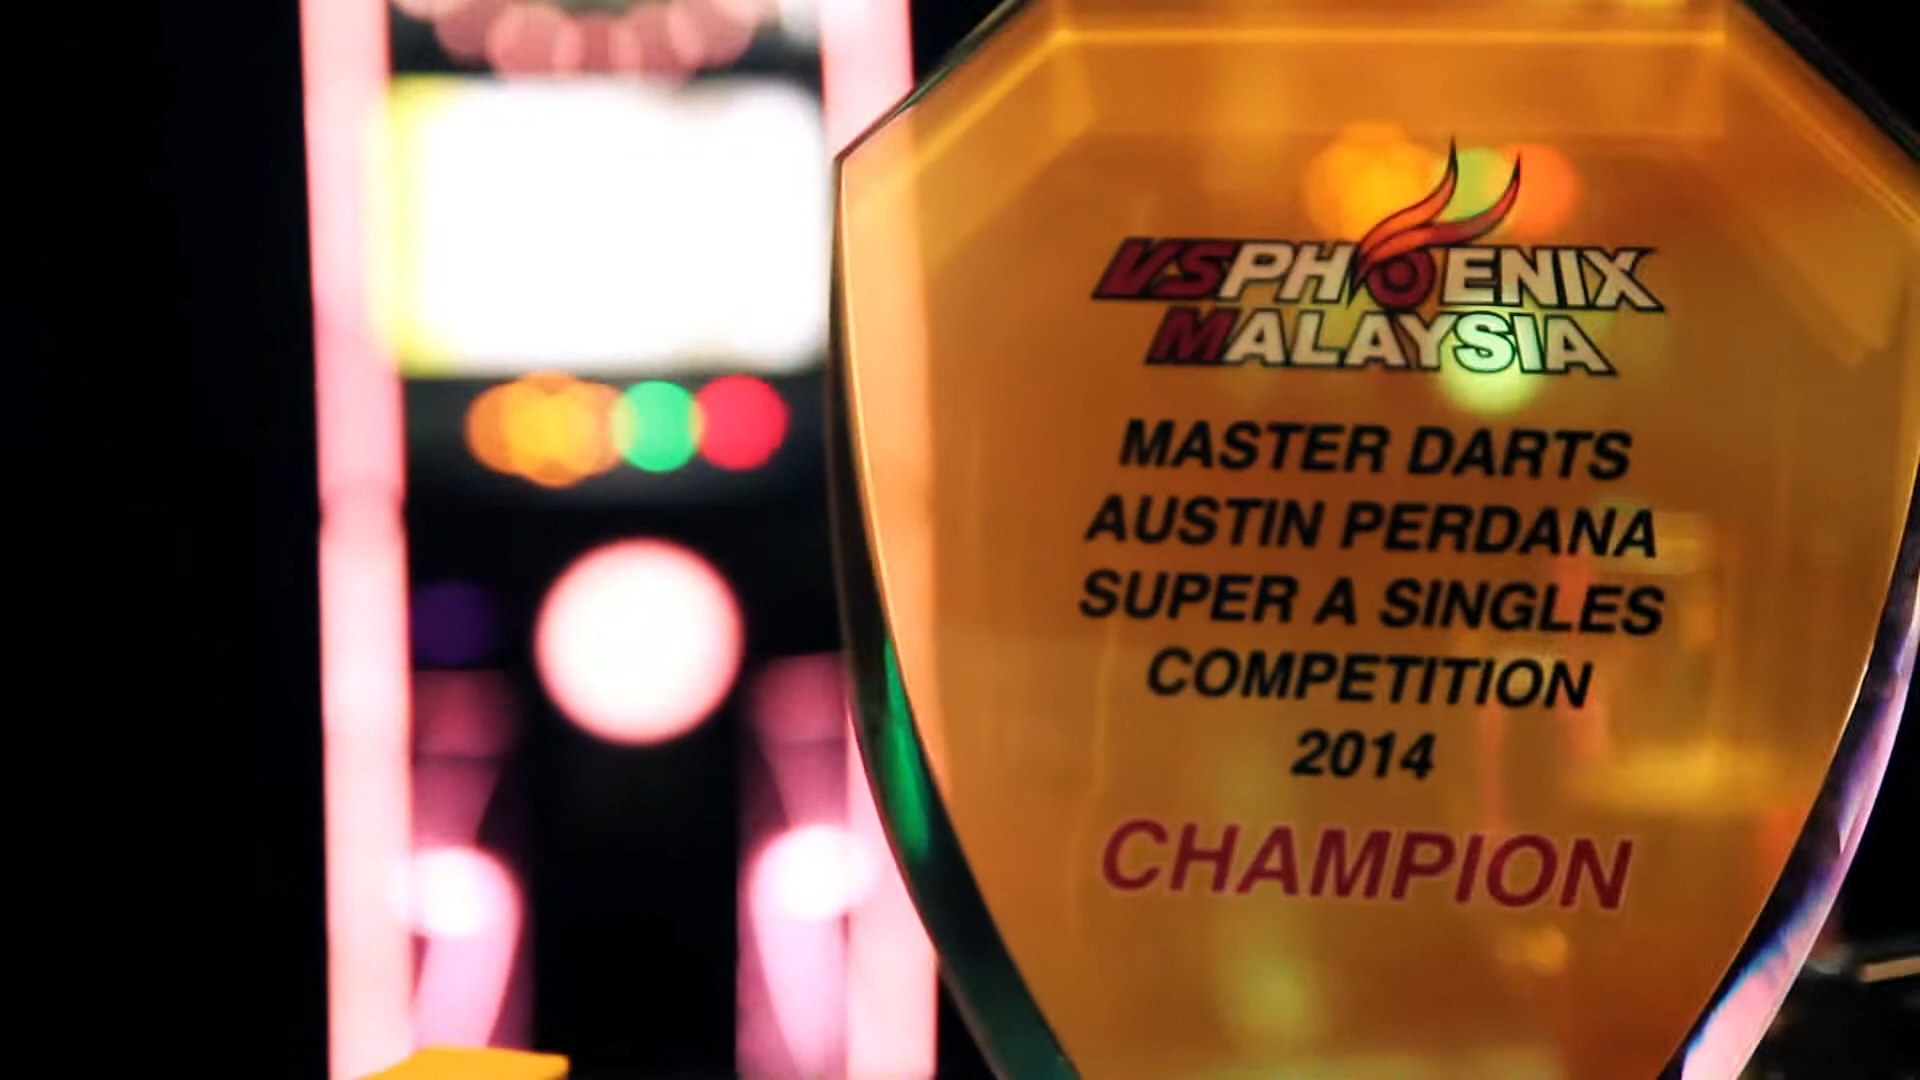 VSPHOENIX
MALAYSIA
MASTER DARTS
AUSTIN PERDANA
SUPER A SINGLES
COMPETITION
2014
CHAMPION